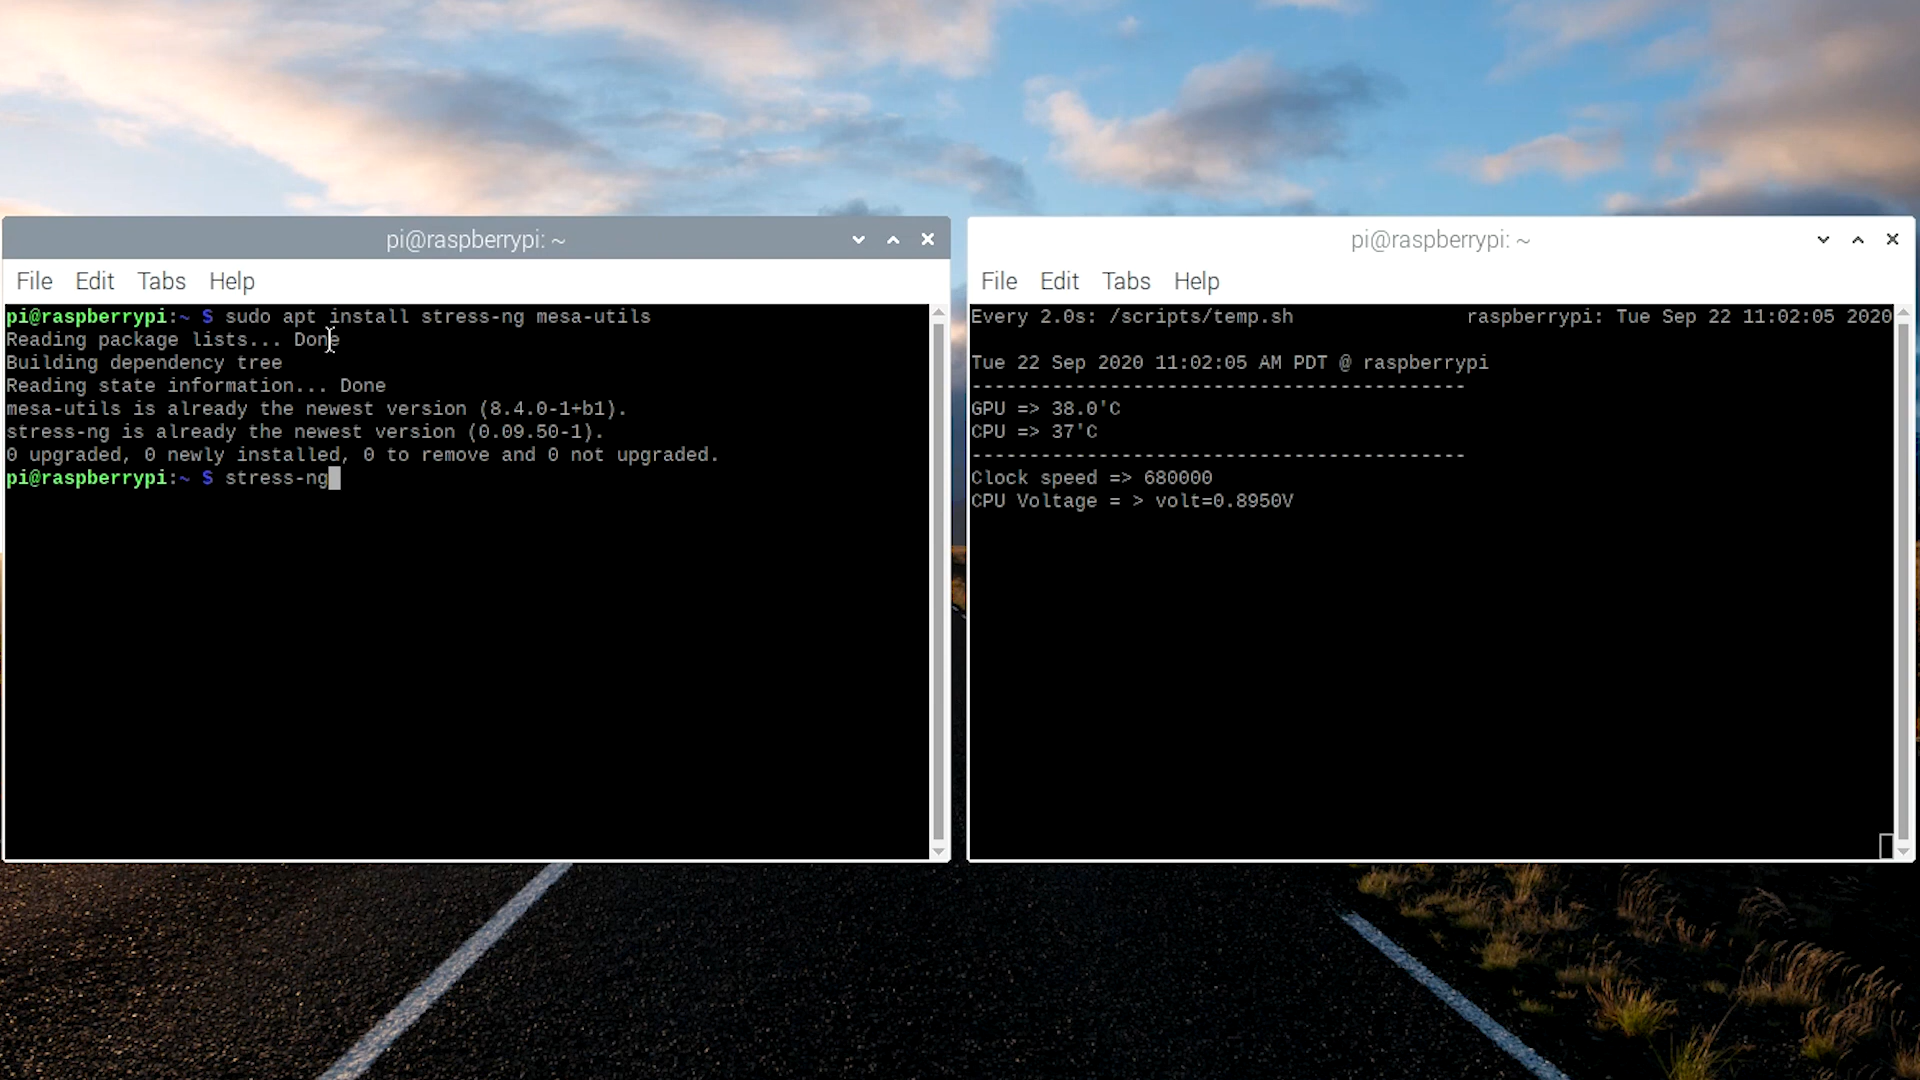 pi@raspberrypi: ~
File Edit Tabs Help
pi@raspberrypi:~ $ sudo apt install stress-ng mesa-utils
Reading package lists... Done
Building dependency tree
Reading state information... Done
mesa-utils is already the newest version (8.4.0-1+b1).
stress-ng is already the newest version (0.09.50-1).
0 upgraded, 0 newly installed, 0 to remove and 0 not upgraded.
pi@raspberrypi:~ $ stress-ng
pi@raspberrypi: ~
File Edit Tabs Help
Every 2.0s: /scripts/temp.sh raspberrypi: Tue Sep 22 11:02:05 2020
Tue 22 Sep 2020 11:02:05 AM PDT @ raspberrypi
-------------------------------------------
GPU => 38.0'C
CPU => 37'C
-------------------------------------------
Clock speed => 680000
CPU Voltage = > volt=0.8950V